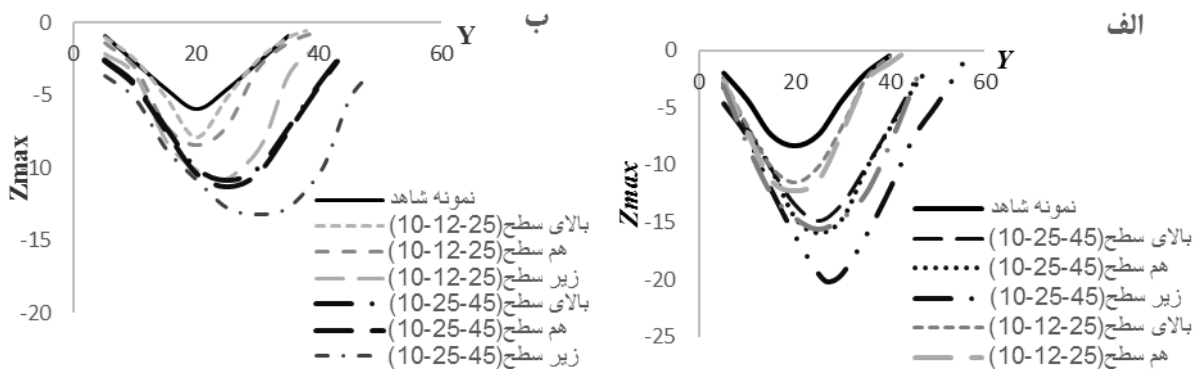 ب
0
0 20 40 60
Y
-5
-10
-15
-20
Zmax
نمونه شاهد
بالای سطح(25-12-10)
هم سطح(25-12-10)
زیر سطح(25-12-10)
بالای سطح(45-25-10)
هم سطح(45-25-10)
زیر سطح(45-25-10)
الف
0
0 20 40 60
Y
-5
-10
-15
-20
-25
Zmax
نمونه شاهد
بالای سطح(45-25-10)
هم سطح(45-25-10)
زیر سطح(45-25-10)
بالای سطح(25-12-10)
هم سطح(25-12-10)